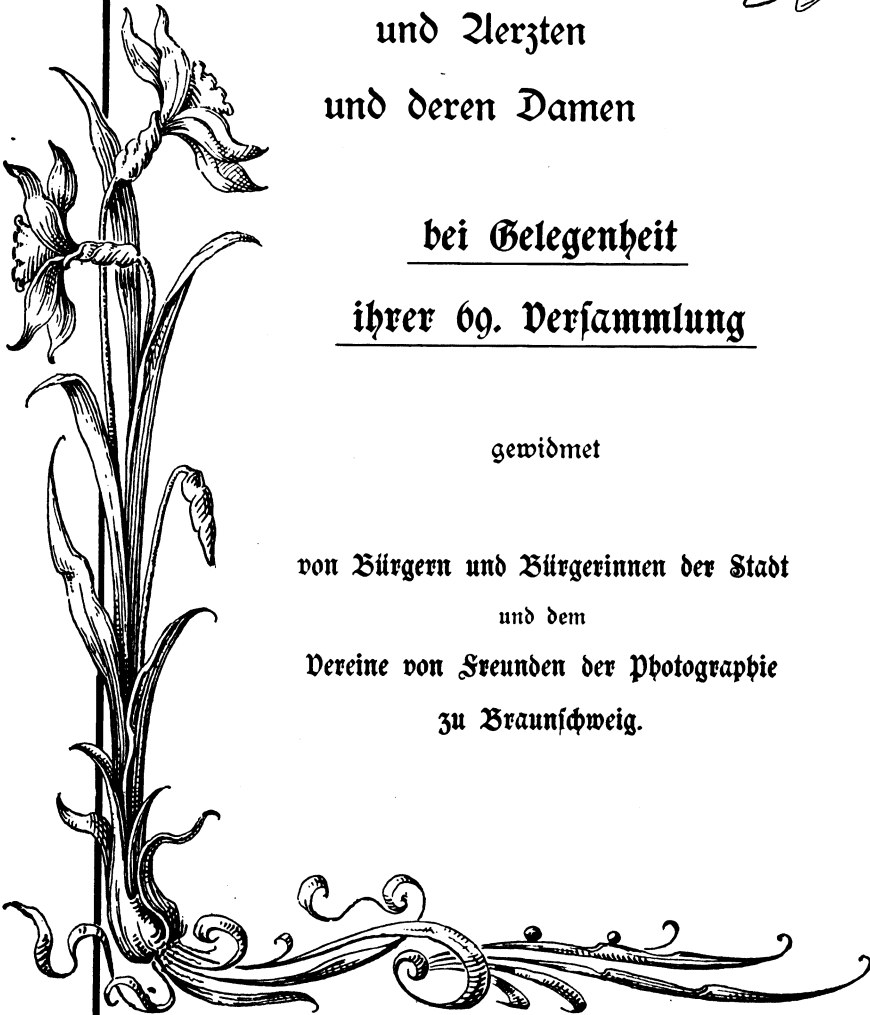 und Aerzten
und deren Damen
bei Gelegenheit
ihrer 69. Verſammlung
gewidmet
von Bürgern und Bürgerinnen der Stadt
und dem
Vereine von Freunden der Photographie
zu Braunſchweig.